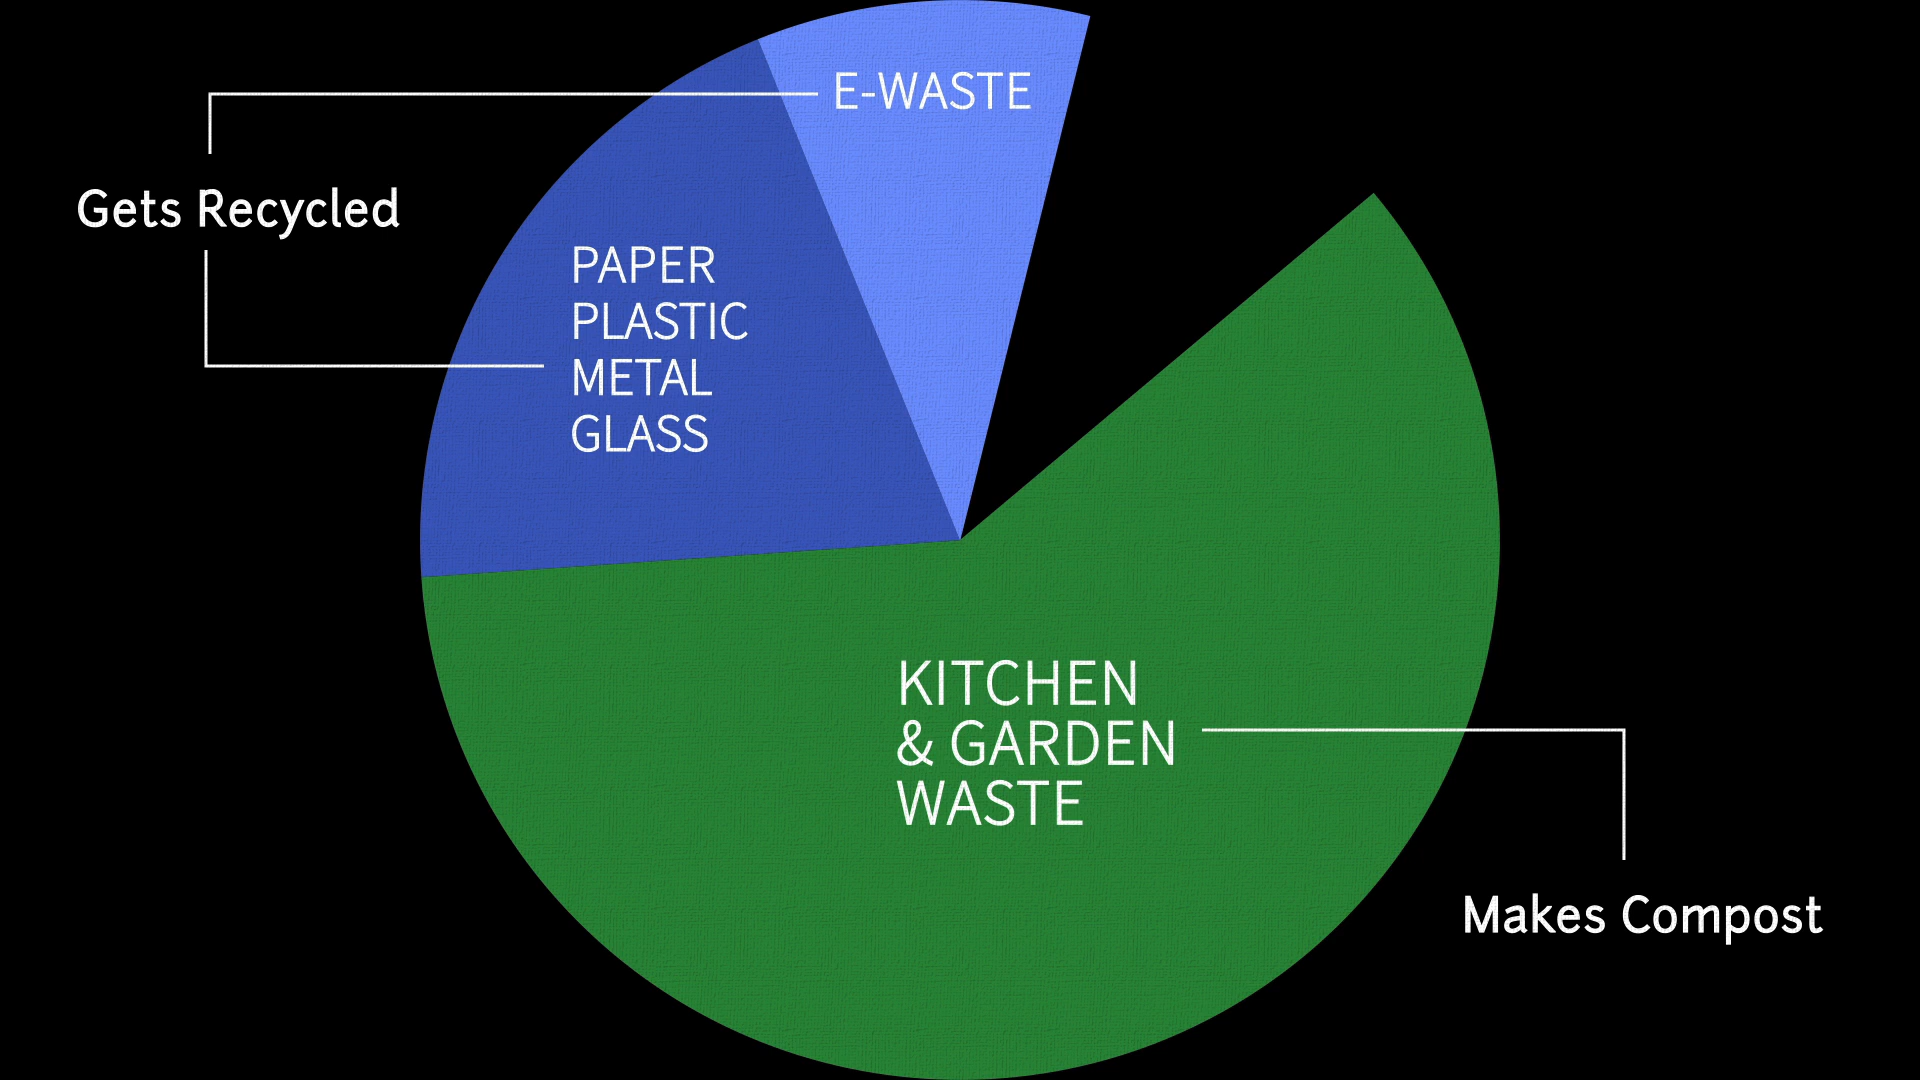 E-WASTE
Gets Recycled
PAPER
PLASTIC
METAL
GLASS
KITCHEN
& GARDEN
WASTE
Makes Compost